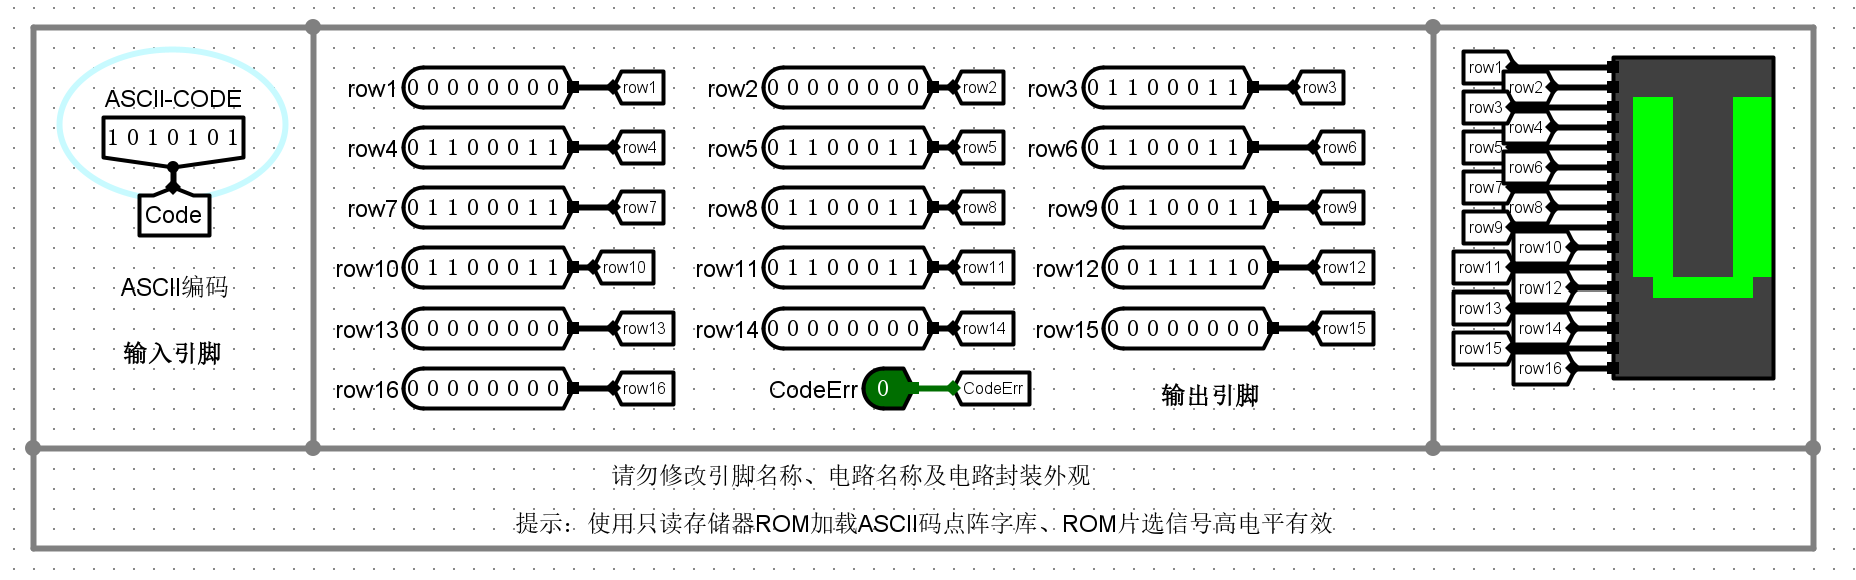 ASCII-CODE
1 0 1 0 1 0 1
Code
ASCII编码
输入引脚
row1 0 0 0 0 0 0 0 0 row1
row2 0 0 0 0 0 0 0 0 row2
row3 0 1 1 0 0 0 1 1 row3
row4 0 1 1 0 0 0 1 1 row4
row5 0 1 1 0 0 0 1 1 row5
row6 0 1 1 0 0 0 1 1 row6
row7 0 1 1 0 0 0 1 1 row7
row8 0 1 1 0 0 0 1 1 row8
row9 0 1 1 0 0 0 1 1 row9
row10 0 1 1 0 0 0 1 1 row10
row11 0 1 1 0 0 0 1 1 row11
row12 0 0 1 1 1 1 1 0 row12
row13 0 0 0 0 0 0 0 0 row13
row14 0 0 0 0 0 0 0 0 row14
row15 0 0 0 0 0 0 0 0 row15
row16 0 0 0 0 0 0 0 0 row16
CodeErr 0 CodeErr
输出引脚
row1
row2
row3
row4
row5
row6
row7
row8
row9
row10
row11
row12
row13
row14
row15
row16
请勿修改引脚名称、电路名称及电路封装外观
提示：使用只读存储器ROM加载ASCII码点阵字库、ROM片选信号高电平有效